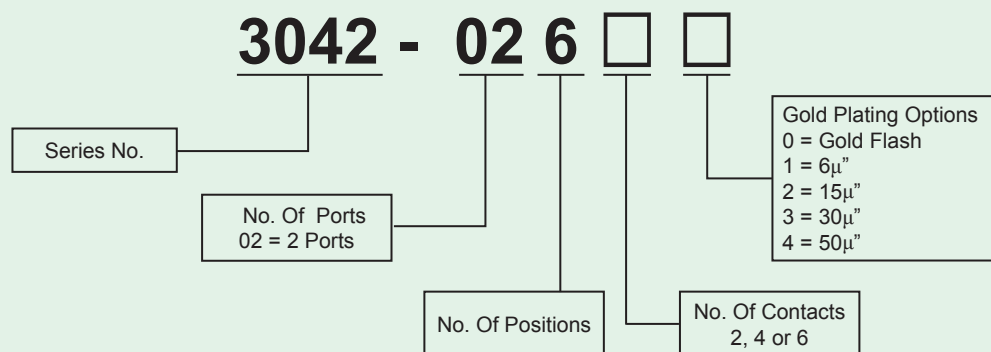 3042 - 02 6 □ □
Series No.
No. Of Ports
02 = 2 Ports
No. Of Positions
No. Of Contacts
2, 4 or 6
Gold Plating Options
0 = Gold Flash
1 = 6μ”
2 = 15μ”
3 = 30μ”
4 = 50μ”